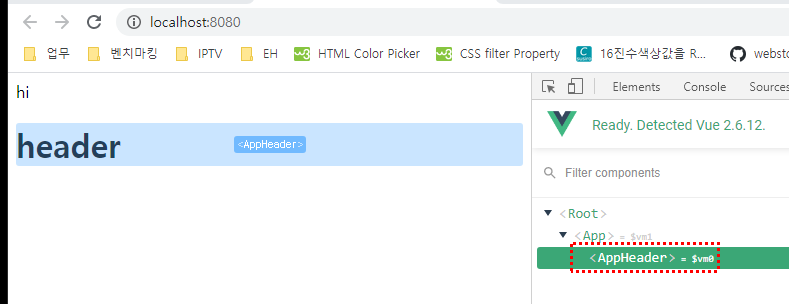 localhost:8080
업무 벤치마킹 IPTV EH HTML Color Picker CSS filter Property 16진수색상값을 R... websto
hi
header
<AppHeader>
Elements Console Sources
Ready. Detected Vue 2.6.12.
Filter components
<Root>
<App> = $vm1
<AppHeader> = $vm0